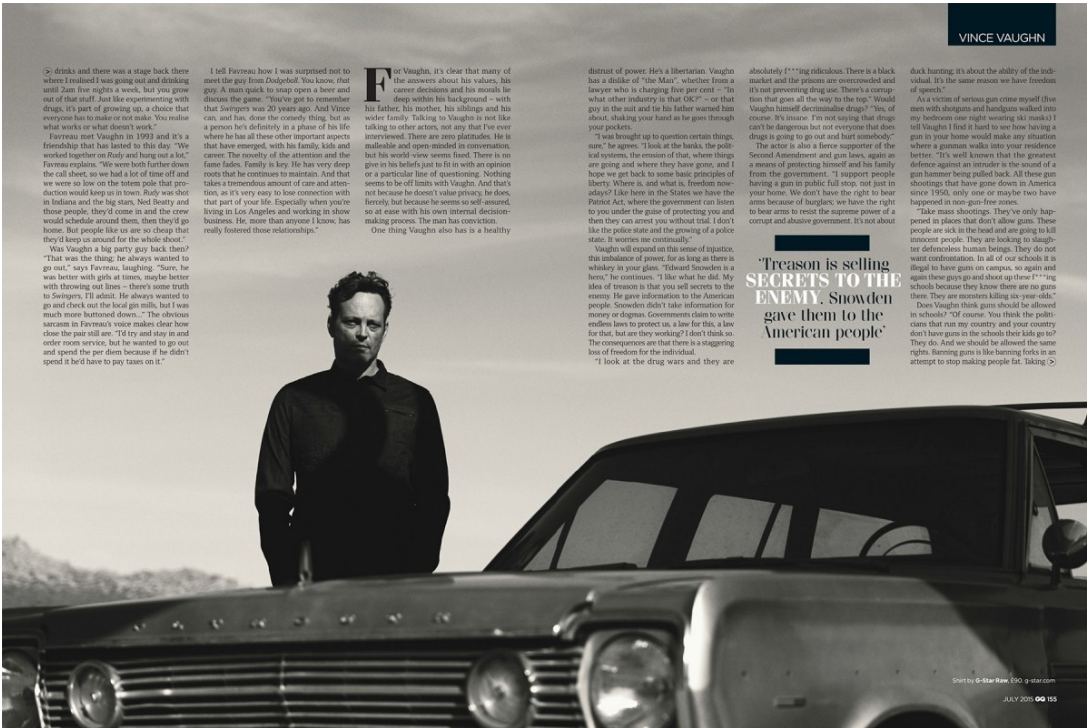 VINCE VAUGHN
> drinks and there was a stage back there
where I realised I was going out and drinking
until 2am five nights a week, but you grow
out of that stuff. Just like experimenting with
drugs, it's part of growing up, a choice that
everyone has to make or not make. You realise
what works or what doesn't work."
Favreau met Vaughn in 1993 and it's a
friendship that has lasted to this day. "We
worked together on Rudy and hung out a lot,"
Favreau explains. "We were both further down
the call sheet, so we had a lot of time off and
we were so low on the totem pole that pro-
duction would keep us in town. Rudy was shot
in Indiana and the big stars, Ned Beatty and
those people, they'd come in and the crew
would schedule around them, then they'd go
home. But people like us are so cheap that
they'd keep us around for the whole shoot."
Was Vaughn a big party guy back then?
"That was the thing; he always wanted to
go out," says Favreau, laughing. "Sure, he
was better with girls at times, maybe better
with throwing out lines – there's some truth
to Swingers, I'll admit. He always wanted to
go and check out the local gin mills, but I was
much more buttoned down..." The obvious
sarcasm in Favreau's voice makes clear how
close the pair still are. "I'd try and stay in and
order room service, but he wanted to go out
and spend the per diem because if he didn't
spend it he'd have to pay taxes on it."
I tell Favreau how I was surprised not to
meet the guy from Dodgeball. You know, that
guy. A man quick to snap open a beer and
discuss the game. "You've got to remember
that Swingers was 20 years ago. And Vince
can, and has, done the comedy thing, but as
a person he's definitely in a phase of his life
where he has all these other important aspects
that have emerged, with his family, kids and
career. The novelty of the attention and the
fame fades. Family is key. He has very deep
roots that he continues to maintain. And that
takes a tremendous amount of care and atten-
tion, as it's very easy to lose connection with
that part of your life. Especially when you're
living in Los Angeles and working in show
business. He, more than anyone I know, has
really fostered those relationships."
For Vaughn, it's clear that many of
the answers about his values, his
career decisions and his morals lie
deep within his background – with
his father, his mother, his siblings and his
wider family. Talking to Vaughn is not like
talking to other actors, not any that I've ever
interviewed. There are zero platitudes. He is
malleable and open-minded in conversation,
but his world-view seems fixed. There is no
give in his beliefs just to fit in with an opinion
or a particular line of questioning. Nothing
seems to be off limits with Vaughn. And that's
not because he doesn't value privacy, he does,
fiercely, but because he seems so self-assured,
so at ease with his own internal decision-
making process. The man has conviction.
One thing Vaughn also has is a healthy
distrust of power. He's a libertarian. Vaughn
has a dislike of "the Man", whether from a
lawyer who is charging five per cent – "In
what other industry is that OK?" – or that
guy in the suit and tie his father warned him
about, shaking your hand as he goes through
your pockets.
"I was brought up to question certain things,
sure," he agrees. "I look at the banks, the polit-
ical systems, the erosion of that, where things
are going and where they have gone, and I
hope we get back to some basic principles of
liberty. Where is, and what is, freedom now-
adays? Like here in the States we have the
Patriot Act, where the government can listen
to you under the guise of protecting you and
then they can arrest you without trial. I don't
like the police state and the growing of a police
state. It worries me continually."
Vaughn will expand on this sense of injustice,
this imbalance of power, for as long as there is
whiskey in your glass. "Edward Snowden is a
hero," he continues. "I like what he did. My
idea of treason is that you sell secrets to the
enemy. He gave information to the American
people. Snowden didn't take information for
money or dogmas. Governments claim to write
endless laws to protect us, a law for this, a law
for that, but are they working? I don't think so.
The consequences are that there is a staggering
loss of freedom for the individual.
"I look at the drug wars and they are
absolutely f***ing ridiculous. There is a black
market and the prisons are overcrowded and
it's not preventing drug use. There's a corrup-
tion that goes all the way to the top." Would
Vaughn himself decriminalize drugs? "Yes, of
course. It's insane. I'm not saying that drugs
can't be dangerous but not everyone that does
drugs is going to go out and hurt somebody."
The actor is also a fierce supporter of the
Second Amendment and gun laws, again as
a means of protecting himself and his family
from the government. "I support people
having a gun in public full stop, not just in
your home. We don't have the right to bear
arms because of burglars; we have the right
to bear arms to resist the supreme power of a
corrupt and abusive government. It's not about
'Treason is selling
SECRETS TO THE
ENEMY. Snowden
gave them to the
American people'
duck hunting; it's about the ability of the indi-
vidual. It's the same reason we have freedom
of speech."
As a victim of serious gun crime myself (five
men with shotguns and handguns walked into
my bedroom one night wearing ski masks) I
tell Vaughn I find it hard to see how having a
gun in your home would make any situation
where a gunman walks into your residence
better. "It's well known that the greatest
defence against an intruder is the sound of a
gun hammer being pulled back. All these gun
shootings that have gone down in America
since 1950, only one or maybe two have
happened in non-gun-free zones.
"Take mass shootings. They've only hap-
pened in places that don't allow guns. These
people are sick in the head and are going to kill
innocent people. They are looking to slaugh-
ter defenceless human beings. They do not
want confrontation. In all of our schools it is
illegal to have guns on campus, so again and
again these guys go and shoot up these f***ing
schools because they know there are no guns
there. They are monsters killing six-year-olds."
Does Vaughn think guns should be allowed
in schools? "Of course. You think the politi-
cians that run my country and your country
don't have guns in the schools their kids go to?
They do. And we should be allowed the same
rights. Banning guns is like banning forks in an
attempt to stop making people fat. Taking >
PLYMOUTH
Shirt by G-Star Raw, £90. g-star.com
JULY 2015 GQ 155